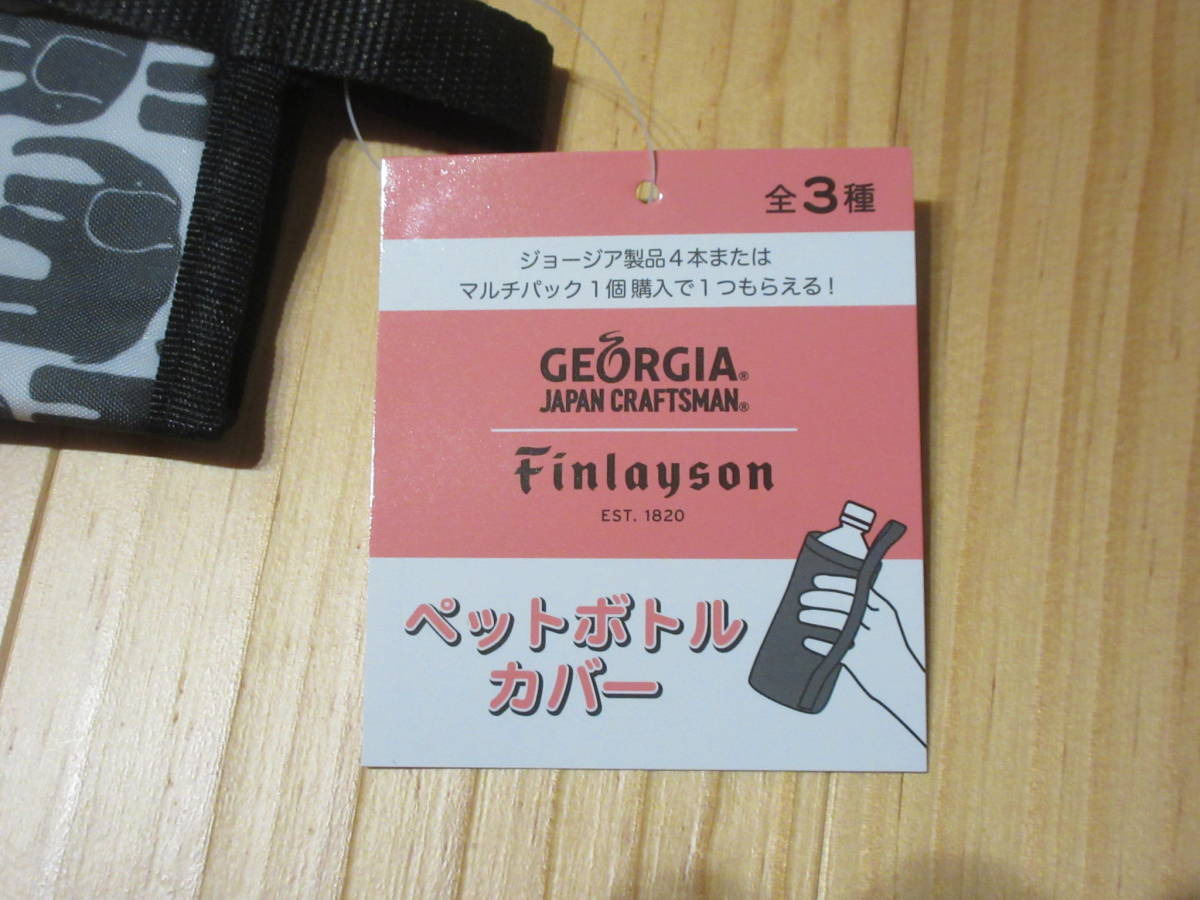 全3種
ジョージア製品4本または
マルチパック1個購入で1つもらえる!
GEORGIA®
JAPAN CRAFTSMAN®
Finlayson
EST. 1820
ペットボトル
カバー